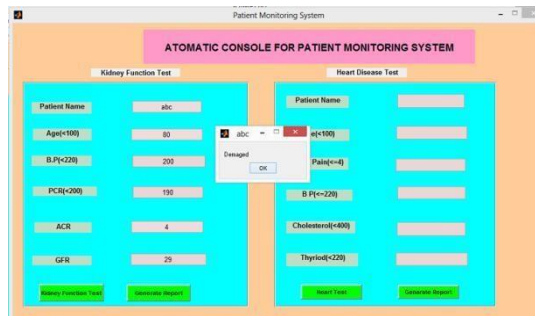 Patient Monitoring System
ATOMATIC CONSOLE FOR PATIENT MONITORING SYSTEM
Kidney Function Test
Patient Name abc
Age(<100) 80
B.P(<220) 200
PCR(<200) 190
ACR 4
GFR 29
Kidney Function Test Generate Report
abc
Damaged
OK
Heart Disease Test
Patient Name
e(<100)
Pain(<=4)
B P(<=220)
Cholesterol(<400)
Thyriod(<220)
Heart Test Generate Report